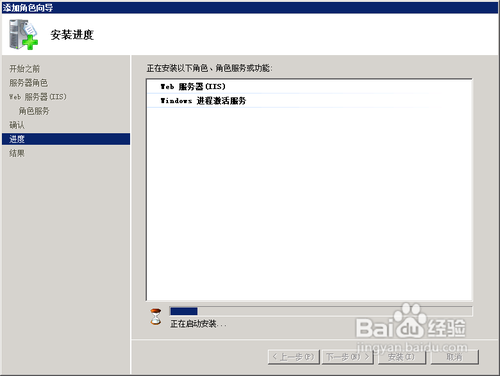 添加角色向导
安装进度
开始之前
服务器角色
Web 服务器(IIS)
角色服务
确认
进度
结果
正在安装以下角色、角色服务或功能:
Web 服务器(IIS)
Windows 进程激活服务
正在启动安装...
< 上一步(P)
下一步(N) >
安装(I)
取消
Baidu 经验
jingyan.baidu.com